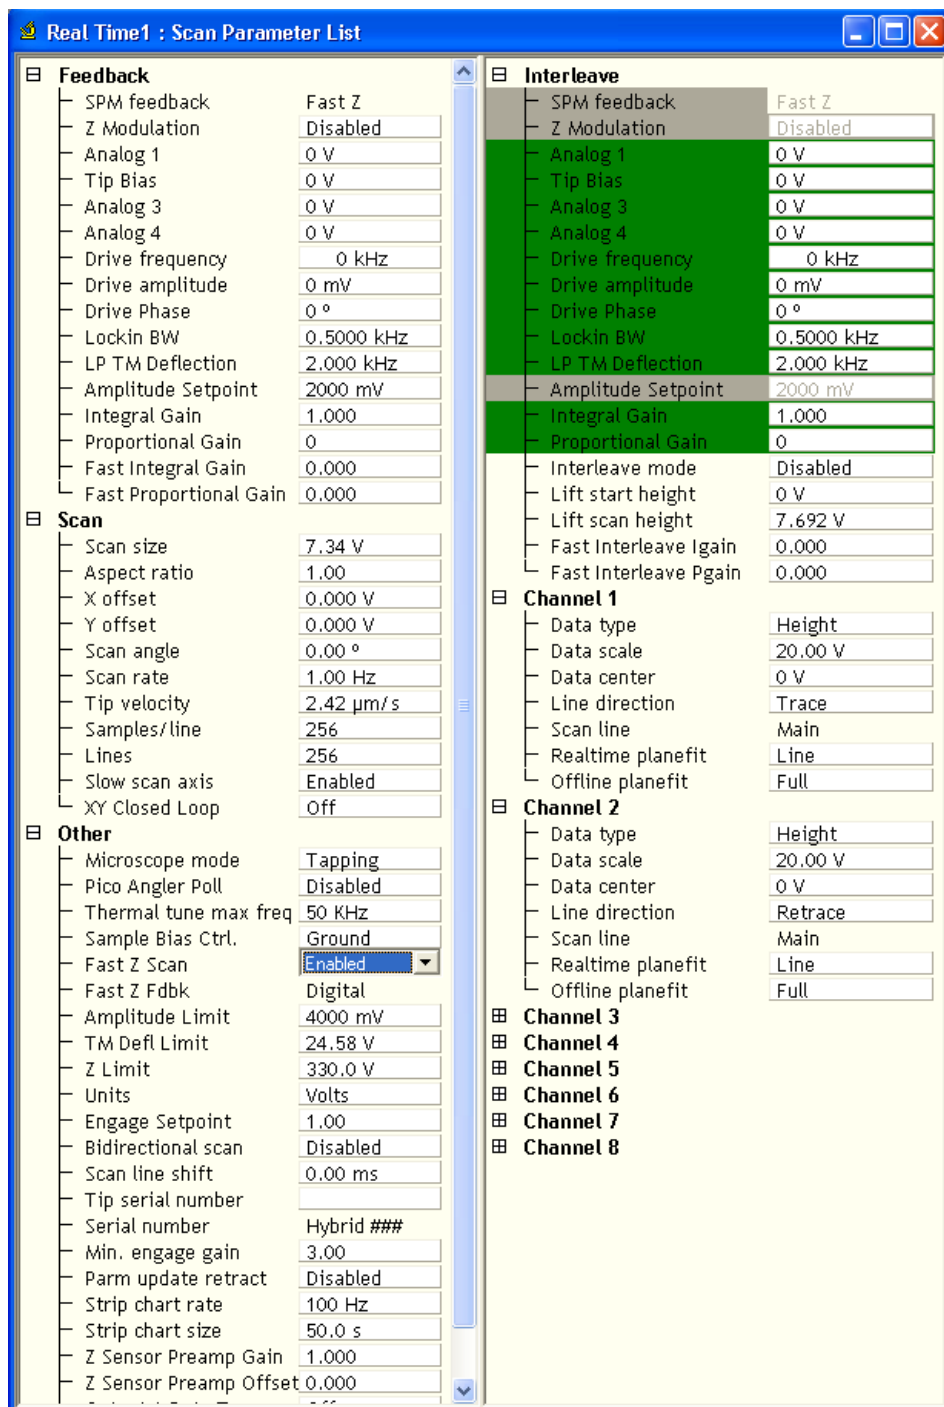 Real Time1 : Scan Parameter List
Feedback
SPM feedback Fast Z
Z Modulation Disabled
Analog 1 0 V
Tip Bias 0 V
Analog 3 0 V
Analog 4 0 V
Drive frequency 0 kHz
Drive amplitude 0 mV
Drive Phase 0 º
Lockin BW 0.5000 kHz
LP TM Deflection 2.000 kHz
Amplitude Setpoint 2000 mV
Integral Gain 1.000
Proportional Gain 0
Fast Integral Gain 0.000
Fast Proportional Gain 0.000
Scan
Scan size 7.34 V
Aspect ratio 1.00
X offset 0.000 V
Y offset 0.000 V
Scan angle 0.00 º
Scan rate 1.00 Hz
Tip velocity 2.42 µm/s
Samples/line 256
Lines 256
Slow scan axis Enabled
XY Closed Loop Off
Other
Microscope mode Tapping
Pico Angler Poll Disabled
Thermal tune max freq 50 KHz
Sample Bias Ctrl. Ground
Fast Z Scan Enabled
Fast Z Fdbk Digital
Amplitude Limit 4000 mV
TM Defl Limit 24.58 V
Z Limit 330.0 V
Units Volts
Engage Setpoint 1.00
Bidirectional scan Disabled
Scan line shift 0.00 ms
Tip serial number
Serial number Hybrid ###
Min. engage gain 3.00
Parm update retract Disabled
Strip chart rate 100 Hz
Strip chart size 50.0 s
Z Sensor Preamp Gain 1.000
Z Sensor Preamp Offset 0.000
Interleave
SPM feedback Fast Z
Z Modulation Disabled
Analog 1 0 V
Tip Bias 0 V
Analog 3 0 V
Analog 4 0 V
Drive frequency 0 kHz
Drive amplitude 0 mV
Drive Phase 0 º
Lockin BW 0.5000 kHz
LP TM Deflection 2.000 kHz
Amplitude Setpoint 2000 mV
Integral Gain 1.000
Proportional Gain 0
Interleave mode Disabled
Lift start height 0 V
Lift scan height 7.692 V
Fast Interleave Igain 0.000
Fast Interleave Pgain 0.000
Channel 1
Data type Height
Data scale 20.00 V
Data center 0 V
Line direction Trace
Scan line Main
Realtime planefit Line
Offline planefit Full
Channel 2
Data type Height
Data scale 20.00 V
Data center 0 V
Line direction Retrace
Scan line Main
Realtime planefit Line
Offline planefit Full
Channel 3
Channel 4
Channel 5
Channel 6
Channel 7
Channel 8